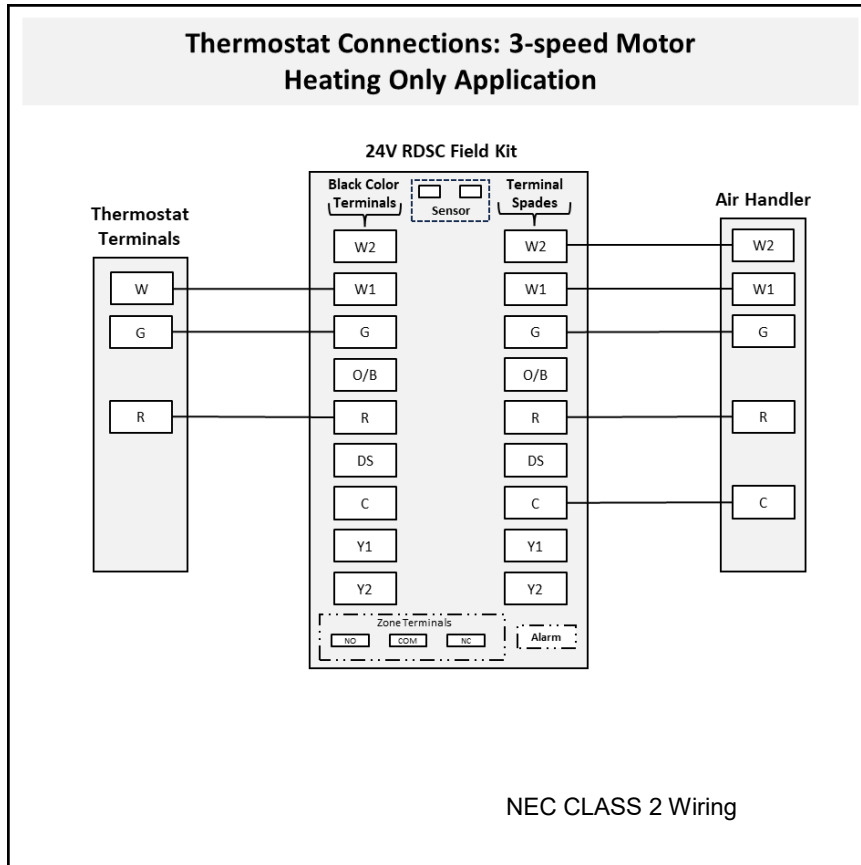 Thermostat Connections: 3-speed Motor
Heating Only Application
24V RDSC Field Kit
Black Color
Terminals
Sensor
Terminal
Spades
Thermostat
Terminals
Air Handler
W2
W2
W2
W
W1
W1
W1
G
G
G
G
O/B
O/B
R
R
R
R
DS
DS
C
C
C
Y1
Y1
Y2
Y2
Zone Terminals
NO
COM
NC
Alarm
NEC CLASS 2 Wiring